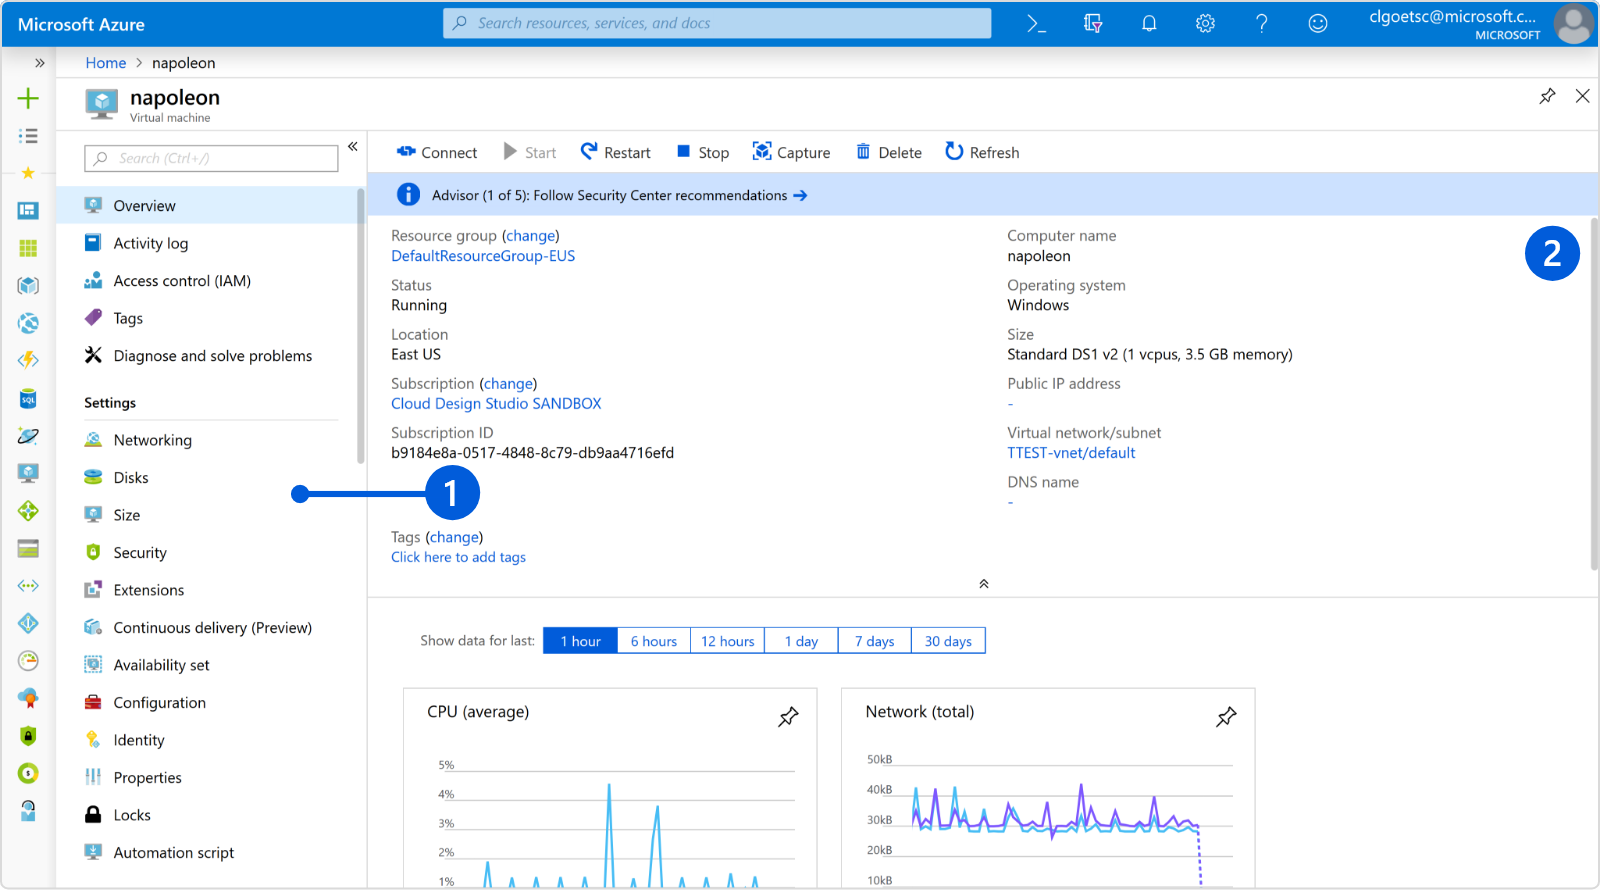 Microsoft Azure
Search resources, services, and docs
clgoetsc@microsoft.c...
MICROSOFT
Home > napoleon
napoleon
Virtual machine
Search (Ctrl+/)
Overview
Activity log
Access control (IAM)
Tags
Diagnose and solve problems
Settings
Networking
Disks
Size
Security
Extensions
Continuous delivery (Preview)
Availability set
Configuration
Identity
Properties
Locks
Automation script
SQL
1
Connect Start Restart Stop Capture Delete Refresh
Advisor (1 of 5): Follow Security Center recommendations
Resource group (change)
DefaultResourceGroup-EUS
Status
Running
Location
East US
Subscription (change)
Cloud Design Studio SANDBOX
Subscription ID
b9184e8a-0517-4848-8c79-db9aa4716efd
Tags (change)
Click here to add tags
Computer name
napoleon
Operating system
Windows
Size
Standard DS1 v2 (1 vcpus, 3.5 GB memory)
Public IP address
-
Virtual network/subnet
TTEST-vnet/default
DNS name
-
2
Show data for last: 1 hour 6 hours 12 hours 1 day 7 days 30 days
CPU (average)
5%
4%
3%
2%
1%
Network (total)
50kB
40kB
30kB
20kB
10kB